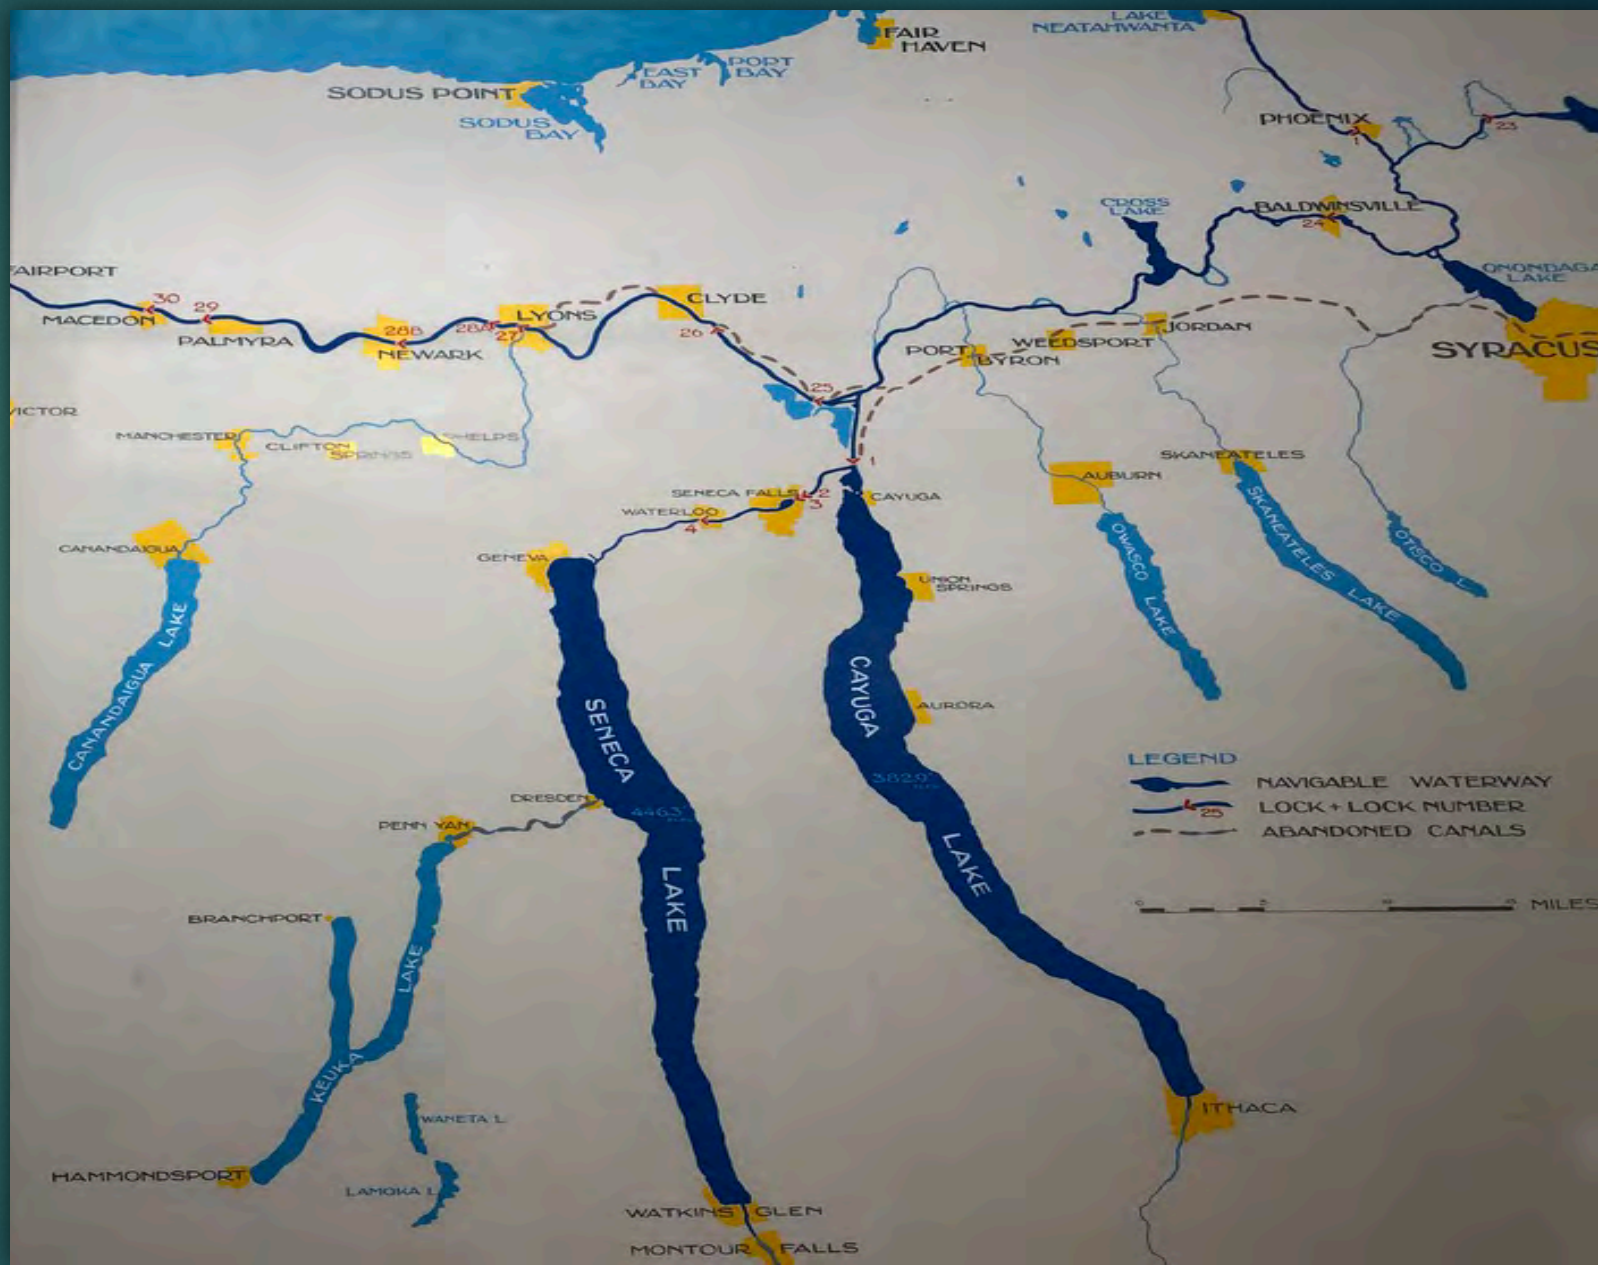 LAKE
NEATAHWANTA
FAIR
HAVEN
PORT
BAY
EAST
BAY
SODUS POINT
SODUS
BAY
PHOENIX
1
23
CROSS
LAKE
BALDWINSVILLE
24
ONONDAGA
LAKE
FAIRPORT
30
MACEDON
29
PALMYRA
28B
NEWARK
28A
27
LYONS
CLYDE
26
25
PORT
BYRON
WEEDSPORT
JORDAN
SYRACUS
VICTOR
MANCHESTER
CLIFTON
SPRINGS
PHELPS
1
SENECA FALLS
2
3
WATERLOO
4
CAYUGA
AUBURN
SKANEATELES
CANANDAIGUA
GENEVA
UNION
SPRINGS
OWASCO LAKE
SKANEATELES LAKE
OTISCO L.
CANANDAIGUA LAKE
SENECA
LAKE
CAYUGA
LAKE
AURORA
382.0'
446.3'
DRESDEN
PENN YAN
LEGEND
NAVIGABLE WATERWAY
25
LOCK + LOCK NUMBER
ABANDONED CANALS
MILES
BRANCHPORT
KEUKA LAKE
WANETA L.
LAMOKA L.
HAMMONDSPORT
ITHACA
WATKINS GLEN
MONTOUR FALLS